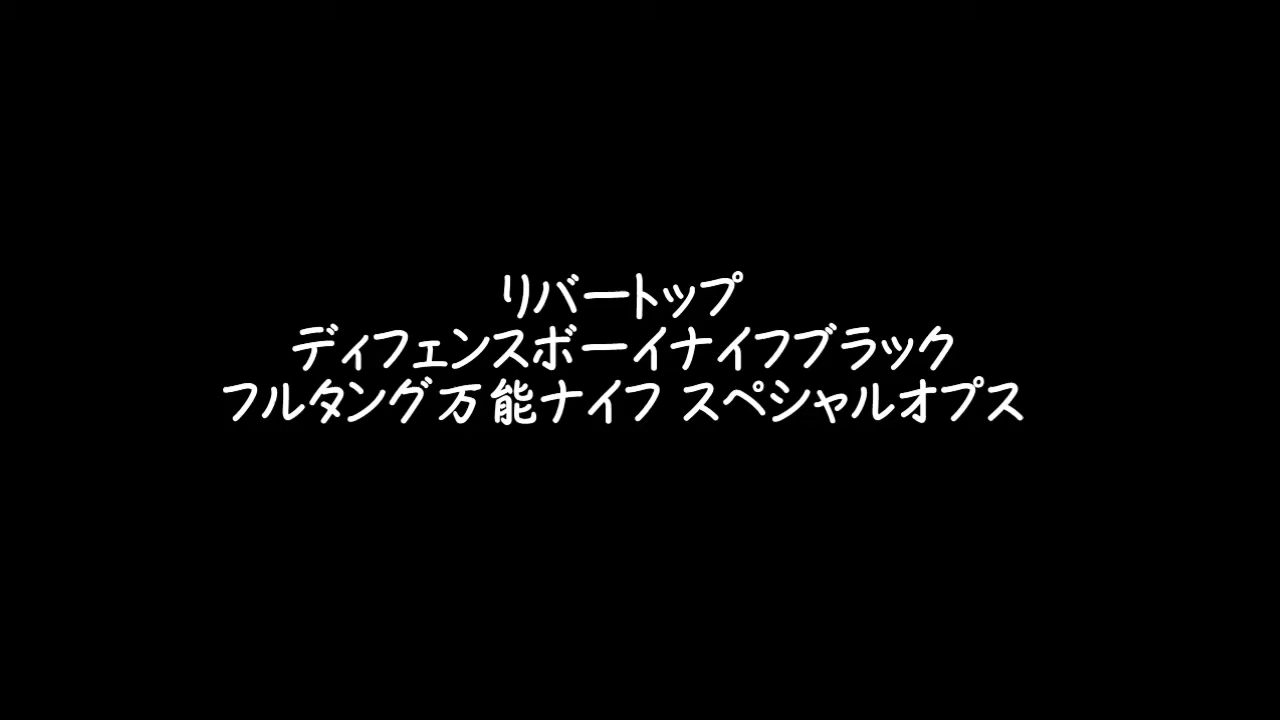 リバートップ
ディフェンスボーイナイフブラック
フルタング万能ナイフ スペシャルオプス